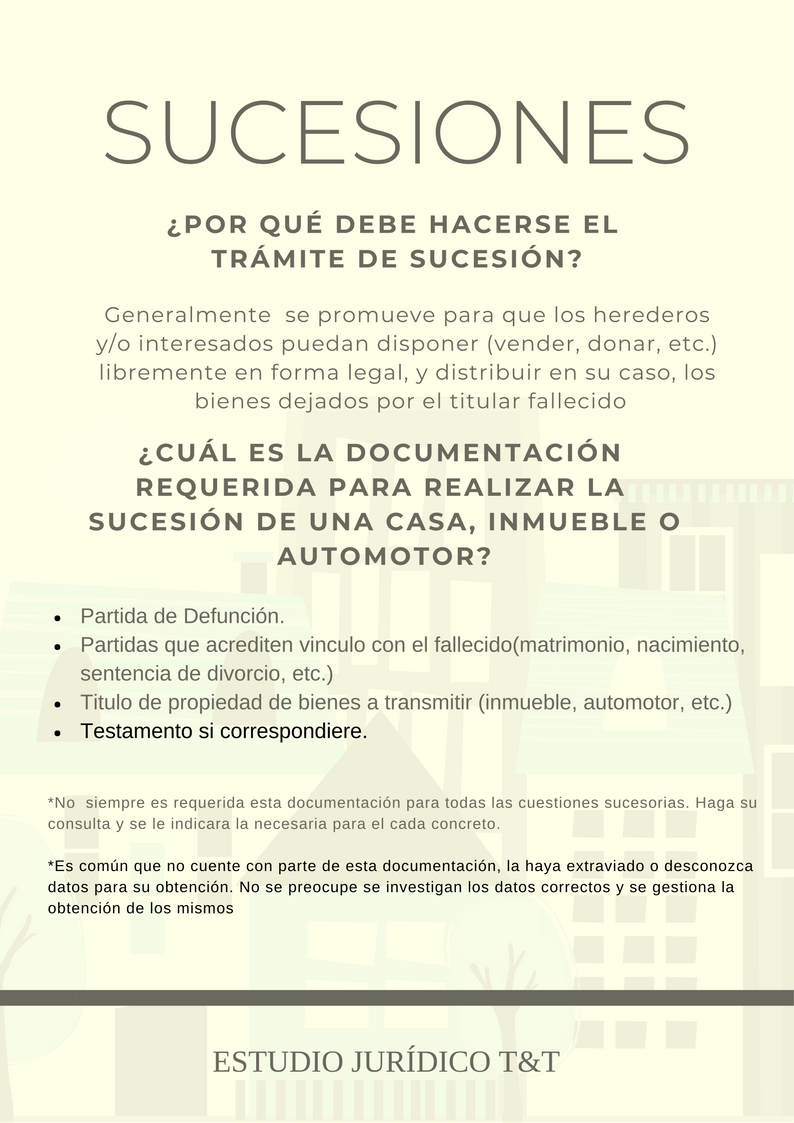 SUCESIONES
¿POR QUÉ DEBE HACERSE EL
TRÁMITE DE SUCESIÓN?
Generalmente  se promueve para que los herederos
y/o interesados puedan disponer (vender, donar, etc.)
libremente en forma legal, y distribuir en su caso, los
bienes dejados por el titular fallecido
¿CUÁL ES LA DOCUMENTACIÓN
REQUERIDA PARA REALIZAR LA
SUCESIÓN DE UNA CASA, INMUEBLE O
AUTOMOTOR?
• Partida de Defunción.
• Partidas que acrediten vinculo con el fallecido(matrimonio, nacimiento,
sentencia de divorcio, etc.)
• Titulo de propiedad de bienes a transmitir (inmueble, automotor, etc.)
• Testamento si correspondiere.
*No  siempre es requerida esta documentación para todas las cuestiones sucesorias. Haga su
consulta y se le indicara la necesaria para el cada concreto.
*Es común que no cuente con parte de esta documentación, la haya extraviado o desconozca
datos para su obtención. No se preocupe se investigan los datos correctos y se gestiona la
obtención de los mismos
ESTUDIO JURÍDICO T&T